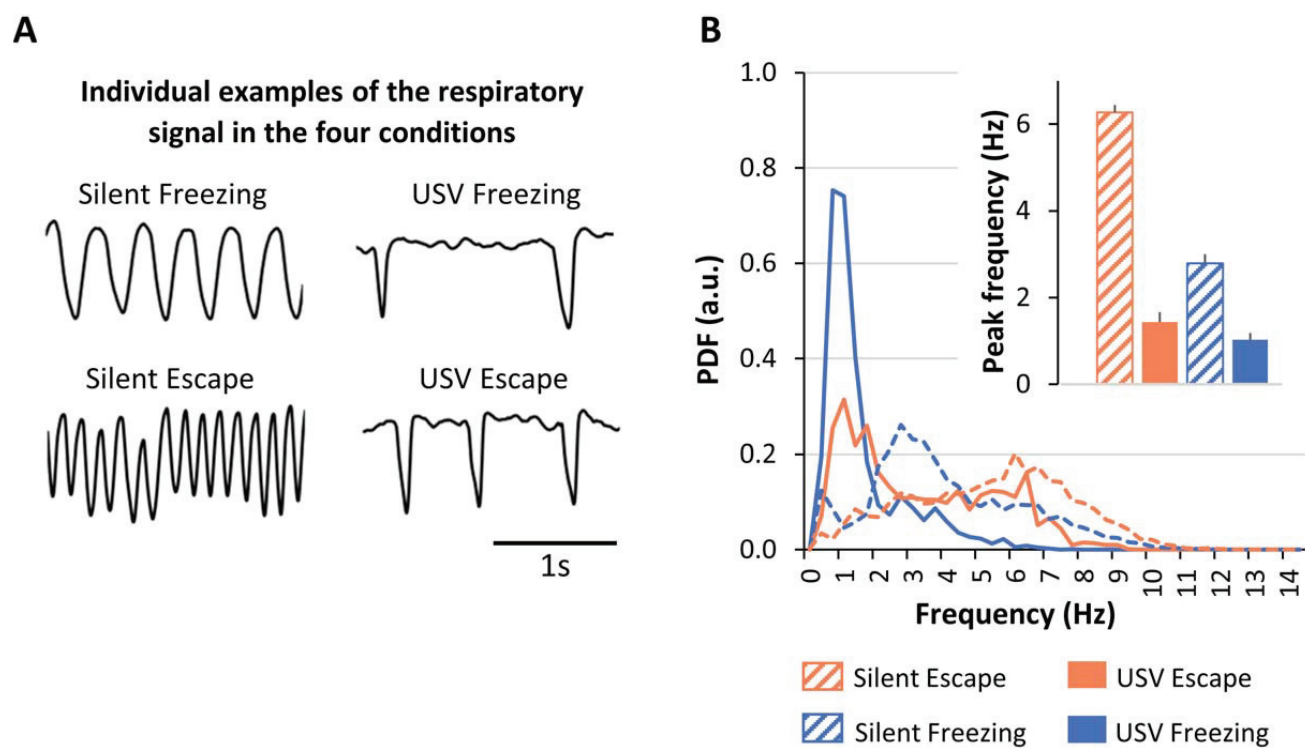 A
Individual examples of the respiratory
signal in the four conditions
Silent Freezing
USV Freezing
Silent Escape
USV Escape
1s
B
PDF (a.u.)
1.0
0.8
0.6
0.4
0.2
0.0
0 1 2 3 4 5 6 7 8 9 10 11 12 13 14
Frequency (Hz)
Peak frequency (Hz)
6
4
2
0
Silent Escape
USV Escape
Silent Freezing
USV Freezing